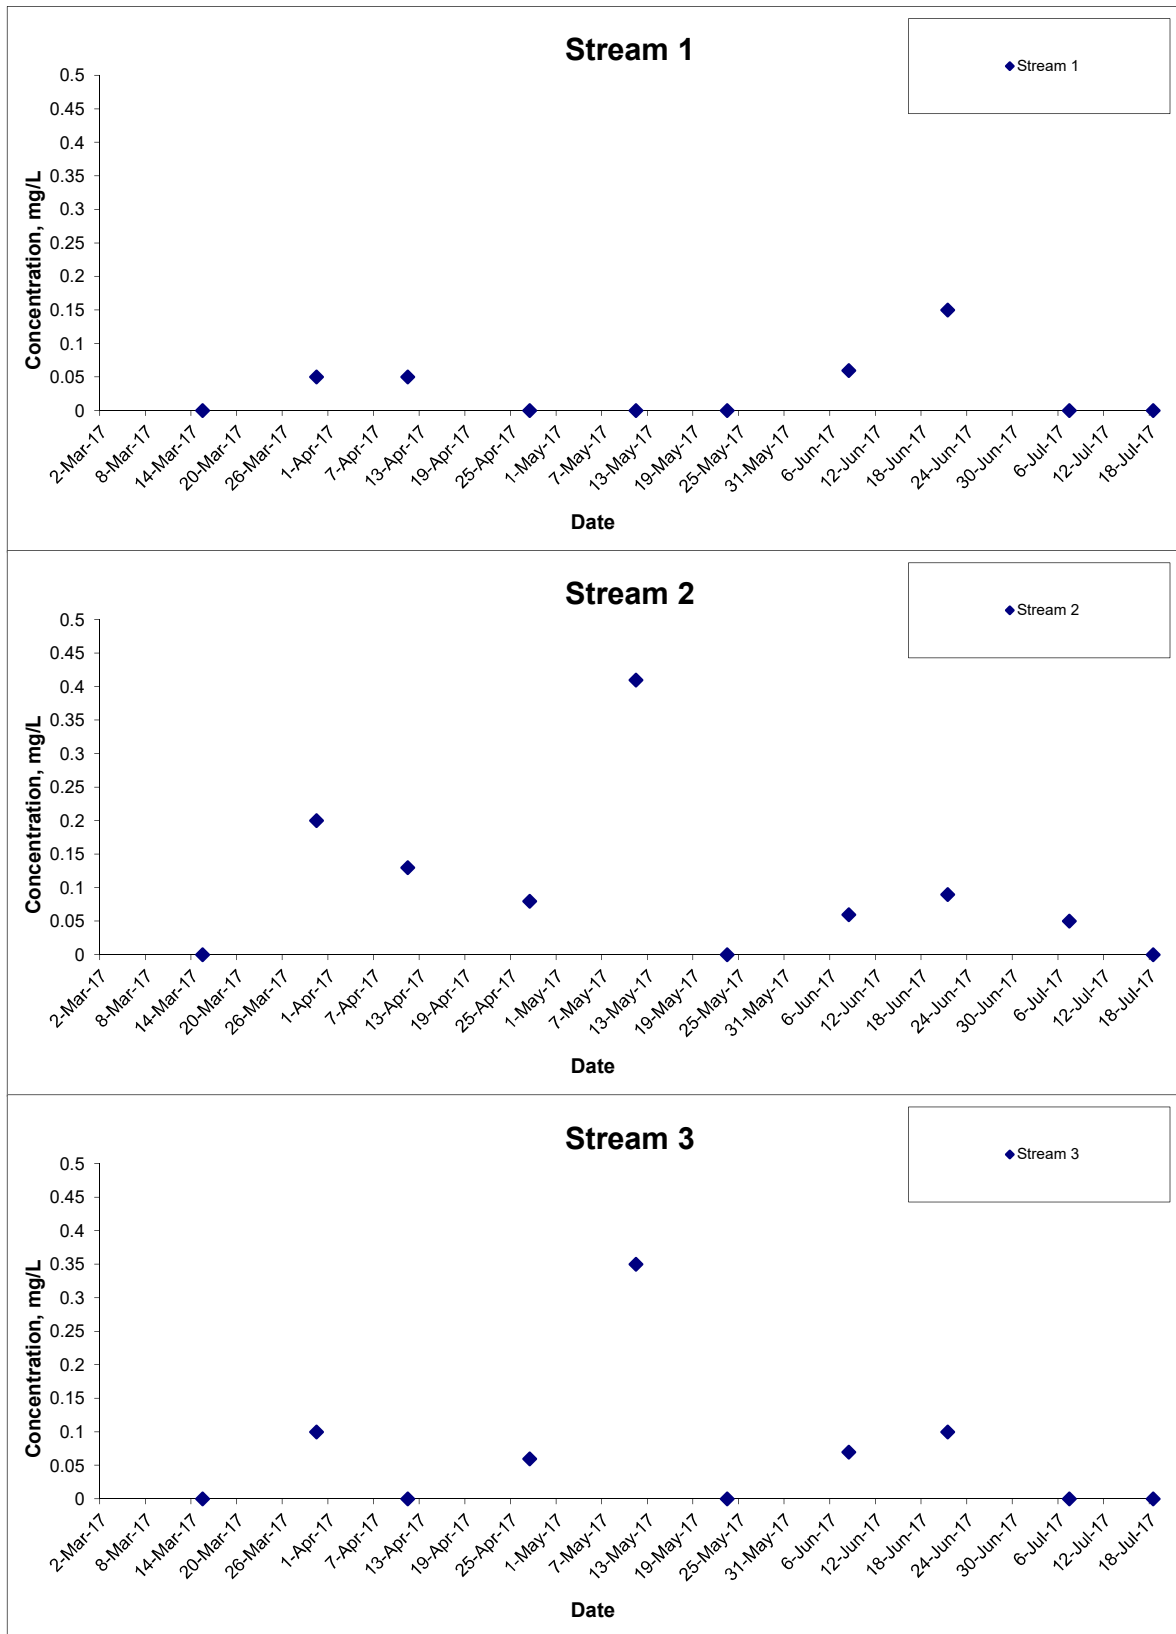 Stream 1
Stream 1
Concentration, mg/L
0.5
0.45
0.4
0.35
0.3
0.25
0.2
0.15
0.1
0.05
0
2-Mar-17
8-Mar-17
14-Mar-17
20-Mar-17
26-Mar-17
1-Apr-17
7-Apr-17
13-Apr-17
19-Apr-17
25-Apr-17
1-May-17
7-May-17
13-May-17
19-May-17
25-May-17
31-May-17
6-Jun-17
12-Jun-17
18-Jun-17
24-Jun-17
30-Jun-17
6-Jul-17
12-Jul-17
18-Jul-17
Date
Stream 2
Stream 2
Concentration, mg/L
0.5
0.45
0.4
0.35
0.3
0.25
0.2
0.15
0.1
0.05
0
2-Mar-17
8-Mar-17
14-Mar-17
20-Mar-17
26-Mar-17
1-Apr-17
7-Apr-17
13-Apr-17
19-Apr-17
25-Apr-17
1-May-17
7-May-17
13-May-17
19-May-17
25-May-17
31-May-17
6-Jun-17
12-Jun-17
18-Jun-17
24-Jun-17
30-Jun-17
6-Jul-17
12-Jul-17
18-Jul-17
Date
Stream 3
Stream 3
Concentration, mg/L
0.5
0.45
0.4
0.35
0.3
0.25
0.2
0.15
0.1
0.05
0
2-Mar-17
8-Mar-17
14-Mar-17
20-Mar-17
26-Mar-17
1-Apr-17
7-Apr-17
13-Apr-17
19-Apr-17
25-Apr-17
1-May-17
7-May-17
13-May-17
19-May-17
25-May-17
31-May-17
6-Jun-17
12-Jun-17
18-Jun-17
24-Jun-17
30-Jun-17
6-Jul-17
12-Jul-17
18-Jul-17
Date